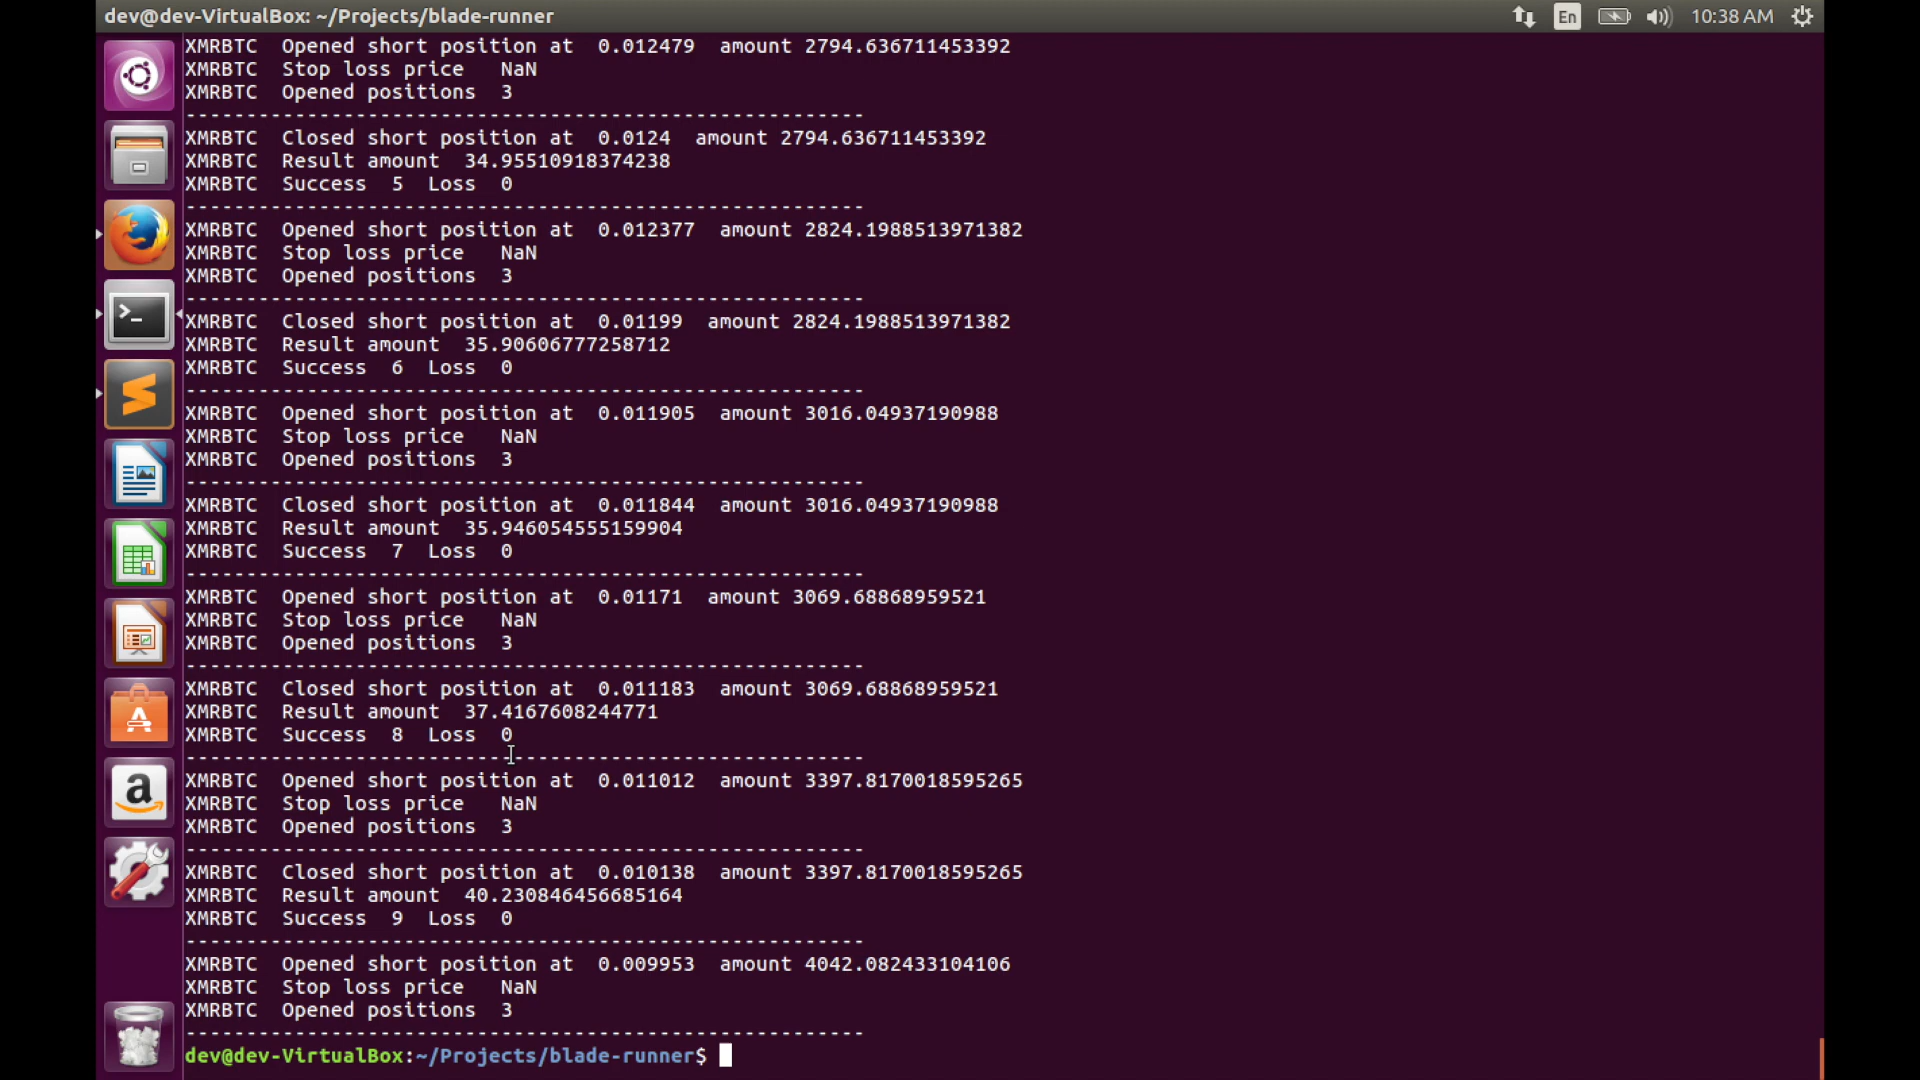 dev@dev-VirtualBox: ~/Projects/blade-runner
En
10:38 AM
XMRBTC  Opened short position at  0.012479  amount 2794.636711453392
XMRBTC  Stop loss price   NaN
XMRBTC  Opened positions  3
--------------------------------------------------------
XMRBTC  Closed short position at  0.0124  amount 2794.636711453392
XMRBTC  Result amount  34.95510918374238
XMRBTC  Success  5  Loss  0
--------------------------------------------------------
XMRBTC  Opened short position at  0.012377  amount 2824.1988513971382
XMRBTC  Stop loss price   NaN
XMRBTC  Opened positions  3
--------------------------------------------------------
XMRBTC  Closed short position at  0.01199  amount 2824.1988513971382
XMRBTC  Result amount  35.90606777258712
XMRBTC  Success  6  Loss  0
--------------------------------------------------------
XMRBTC  Opened short position at  0.011905  amount 3016.04937190988
XMRBTC  Stop loss price   NaN
XMRBTC  Opened positions  3
--------------------------------------------------------
XMRBTC  Closed short position at  0.011844  amount 3016.04937190988
XMRBTC  Result amount  35.946054555159904
XMRBTC  Success  7  Loss  0
--------------------------------------------------------
XMRBTC  Opened short position at  0.01171  amount 3069.68868959521
XMRBTC  Stop loss price   NaN
XMRBTC  Opened positions  3
--------------------------------------------------------
XMRBTC  Closed short position at  0.011183  amount 3069.68868959521
XMRBTC  Result amount  37.4167608244771
XMRBTC  Success  8  Loss  0
--------------------------------------------------------
XMRBTC  Opened short position at  0.011012  amount 3397.8170018595265
XMRBTC  Stop loss price   NaN
XMRBTC  Opened positions  3
--------------------------------------------------------
XMRBTC  Closed short position at  0.010138  amount 3397.8170018595265
XMRBTC  Result amount  40.230846456685164
XMRBTC  Success  9  Loss  0
--------------------------------------------------------
XMRBTC  Opened short position at  0.009953  amount 4042.082433104106
XMRBTC  Stop loss price   NaN
XMRBTC  Opened positions  3
--------------------------------------------------------
dev@dev-VirtualBox:~/Projects/blade-runner$